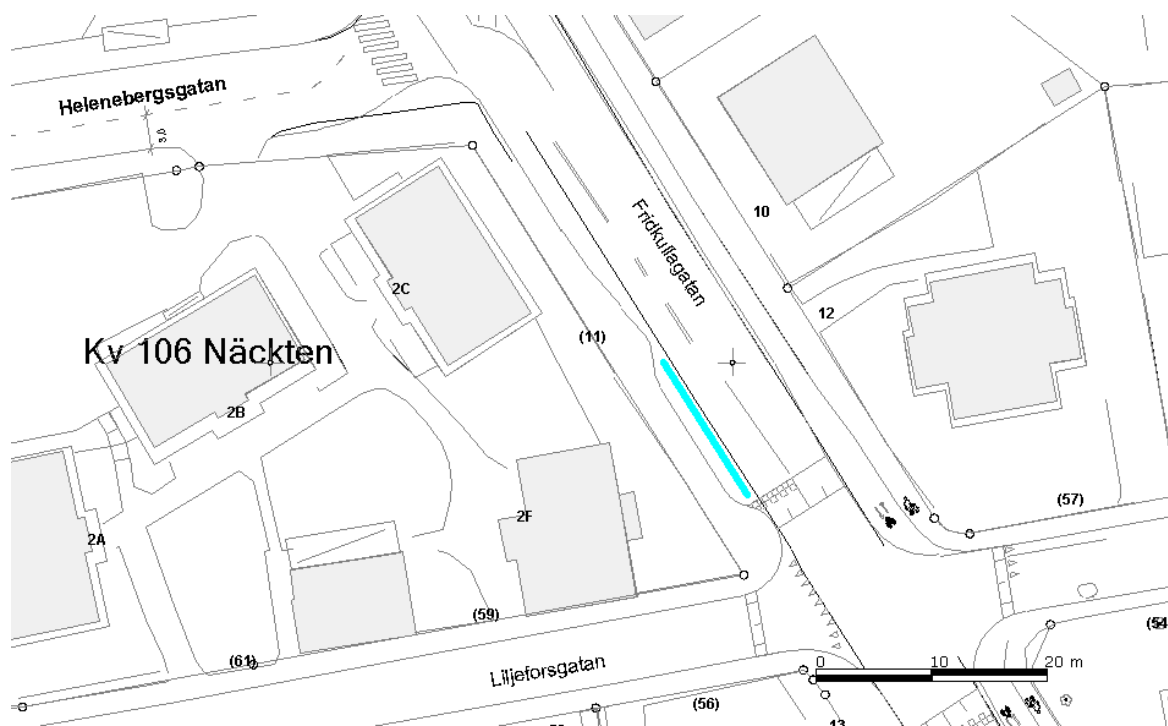 Helenebergsgatan
3,0
10
Fridkullagatan
2C
12
(11)
Kv 106 Näckten
2B
(57)
2F
2A
(59)
(61)
Liljeforsgatan
0 10 20 m
(56)
13